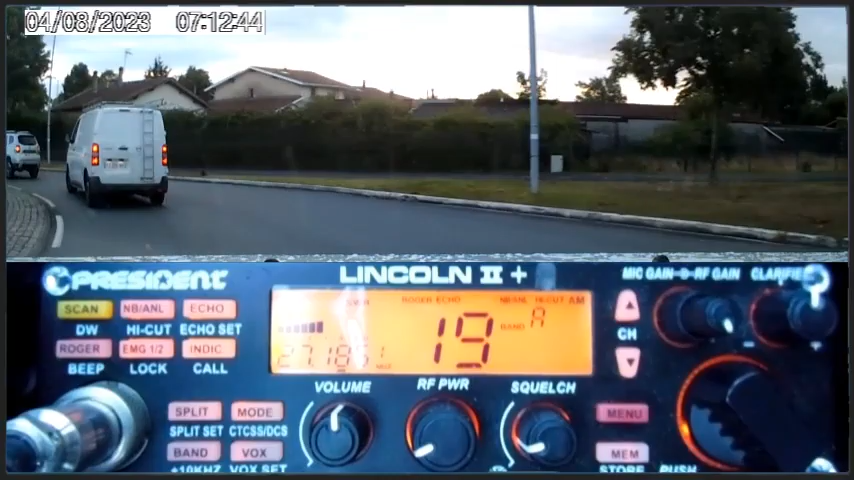 04/08/2023 07:12:44
PRESIDENT LINCOLN II + MIC GAIN RF GAIN CLARIFIER
SCAN NB/ANL ECHO
DW HI-CUT ECHO SET
ROGER EMG 1/2 INDIC
BEEP LOCK CALL
ROGER ECHO NB/ANL HI-CUT AM
19 BAND A
CH
VOLUME RF PWR SQUELCH
SPLIT MODE
SPLIT SET CTCSS/DCS
BAND VOX
+10KHZ VOX SET
MENU
MEM
STORE PUSH